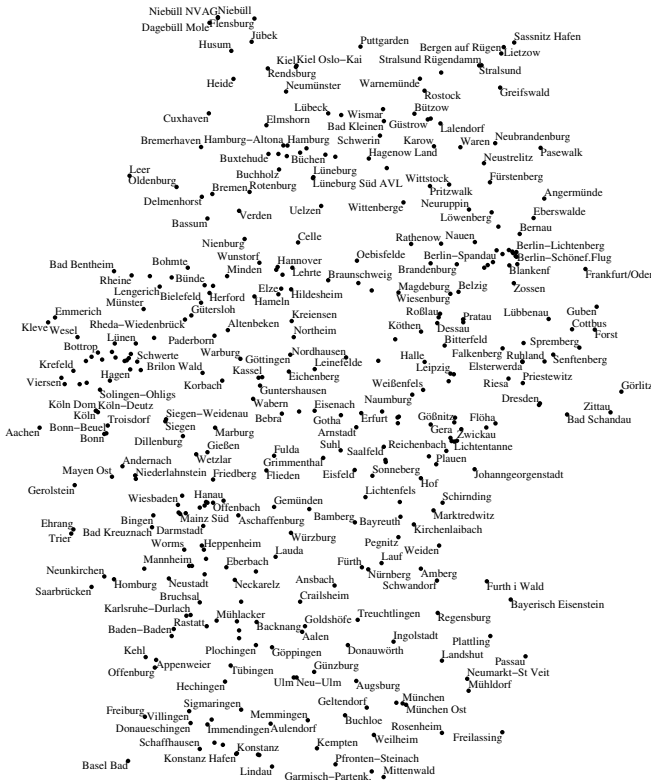 Niebüll NVAG Niebüll
Dagebüll Mole Flensburg
Husum
Jübek
Puttgarden
Sassnitz Hafen
Bergen auf Rügen
Lietzow
Kiel Kiel Oslo−Kai
Stralsund Rügendamm
Stralsund
Rendsburg
Heide
Neumünster
Warnemünde
Rostock
Greifswald
Cuxhaven
Elmshorn
Lübeck
Wismar
Bützow
Bad Kleinen
Güstrow
Lalendorf
Bremerhaven
Hamburg−Altona
Hamburg
Schwerin
Karow
Waren
Neubrandenburg
Pasewalk
Buxtehude
Büchen
Hagenow Land
Neustrelitz
Leer
Oldenburg
Buchholz
Lüneburg
Lüneburg Süd AVL
Bremen
Rotenburg
Wittstock
Pritzwalk
Fürstenberg
Delmenhorst
Angermünde
Bassum
Verden
Uelzen
Wittenberge
Neuruppin
Löwenberg
Eberswalde
Bernau
Nienburg
Celle
Rathenow
Nauen
Berlin−Lichtenberg
Bad Bentheim
Bohmte
Wunstorf
Hannover
Oebisfelde
Berlin−Spandau
Berlin−Schönef.Flug
Rheine
Bünde
Minden
Lehrte
Braunschweig
Brandenburg
Blankenf
Frankfurt/Oder
Lengerich
Bielefeld
Herford
Elze
Hameln
Hildesheim
Magdeburg
Belzig
Zossen
Münster
Gütersloh
Wiesenburg
Emmerich
Kleve
Wesel
Rheda−Wiedenbrück
Altenbeken
Kreiensen
Roßlau
Pratau
Lübbenau
Guben
Cottbus
Forst
Lünen
Paderborn
Northeim
Köthen
Dessau
Bitterfeld
Bottrop
Schwerte
Warburg
Göttingen
Nordhausen
Leinefelde
Halle
Falkenberg
Ruhland
Spremberg
Senftenberg
Krefeld
Hagen
Brilon Wald
Kassel
Eichenberg
Leipzig
Elsterwerda
Viersen
Korbach
Guntershausen
Weißenfels
Riesa
Priestewitz
Görlitz
Solingen−Ohligs
Wabern
Naumburg
Dresden
Köln Dom
Köln−Deutz
Köln
Siegen−Weidenau
Bebra
Eisenach
Gotha
Erfurt
Gößnitz
Flöha
Zittau
Bad Schandau
Aachen
Bonn−Beuel
Troisdorf
Siegen
Marburg
Arnstadt
Gera
Zwickau
Bonn
Dillenburg
Gießen
Fulda
Suhl
Saalfeld
Reichenbach
Lichtentanne
Andernach
Wetzlar
Grimmenthal
Plauen
Mayen Ost
Niederlahnstein
Friedberg
Flieden
Eisfeld
Sonneberg
Johanngeorgenstadt
Gerolstein
Hof
Wiesbaden
Hanau
Offenbach
Gemünden
Lichtenfels
Schirnding
Bingen
Mainz Süd
Aschaffenburg
Bamberg
Marktredwitz
Ehrang
Trier
Bad Kreuznach
Darmstadt
Würzburg
Bayreuth
Kirchenlaibach
Worms
Heppenheim
Pegnitz
Weiden
Mannheim
Lauda
Eberbach
Fürth
Lauf
Neunkirchen
Nürnberg
Amberg
Homburg
Neustadt
Neckarelz
Ansbach
Schwandorf
Furth i Wald
Saarbrücken
Bruchsal
Crailsheim
Bayerisch Eisenstein
Karlsruhe−Durlach
Rastatt
Mühlacker
Backnang
Goldshöfe
Treuchtlingen
Regensburg
Baden−Baden
Aalen
Ingolstadt
Plattling
Kehl
Plochingen
Göppingen
Donauwörth
Offenburg
Appenweier
Tübingen
Günzburg
Landshut
Passau
Hechingen
Ulm
Neu−Ulm
Augsburg
Neumarkt−St Veit
Mühldorf
Freiburg
Sigmaringen
Geltendorf
München
München Ost
Villingen
Memmingen
Buchloe
Donaueschingen
Immendingen
Aulendorf
Weilheim
Rosenheim
Freilassing
Schaffhausen
Konstanz
Kempten
Konstanz Hafen
Pfronten−Steinach
Basel Bad
Lindau
Garmisch−Partenk.
Mittenwald